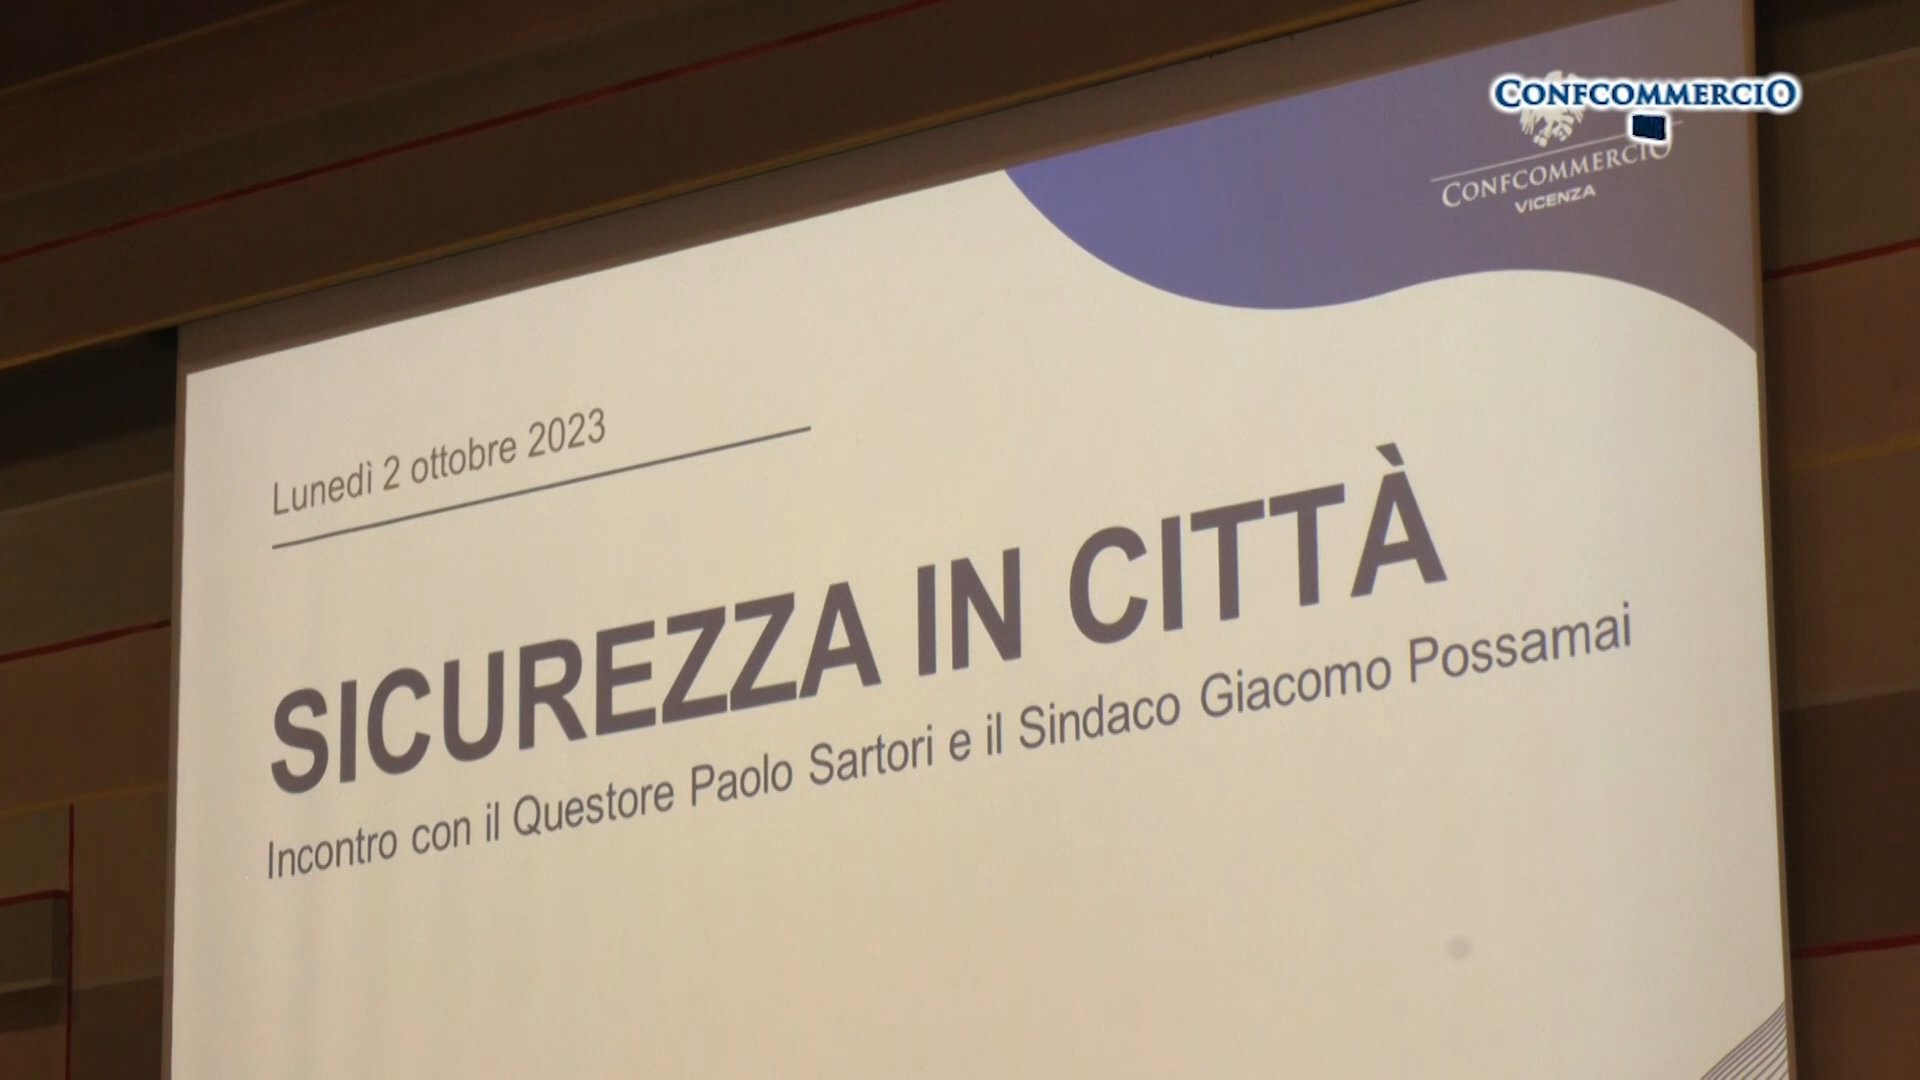 CONFCOMMERCIO
CONFCOMMERCIO
VICENZA
Lunedì 2 ottobre 2023
SICUREZZA IN CITTÀ
Incontro con il Questore Paolo Sartori e il Sindaco Giacomo Possamai